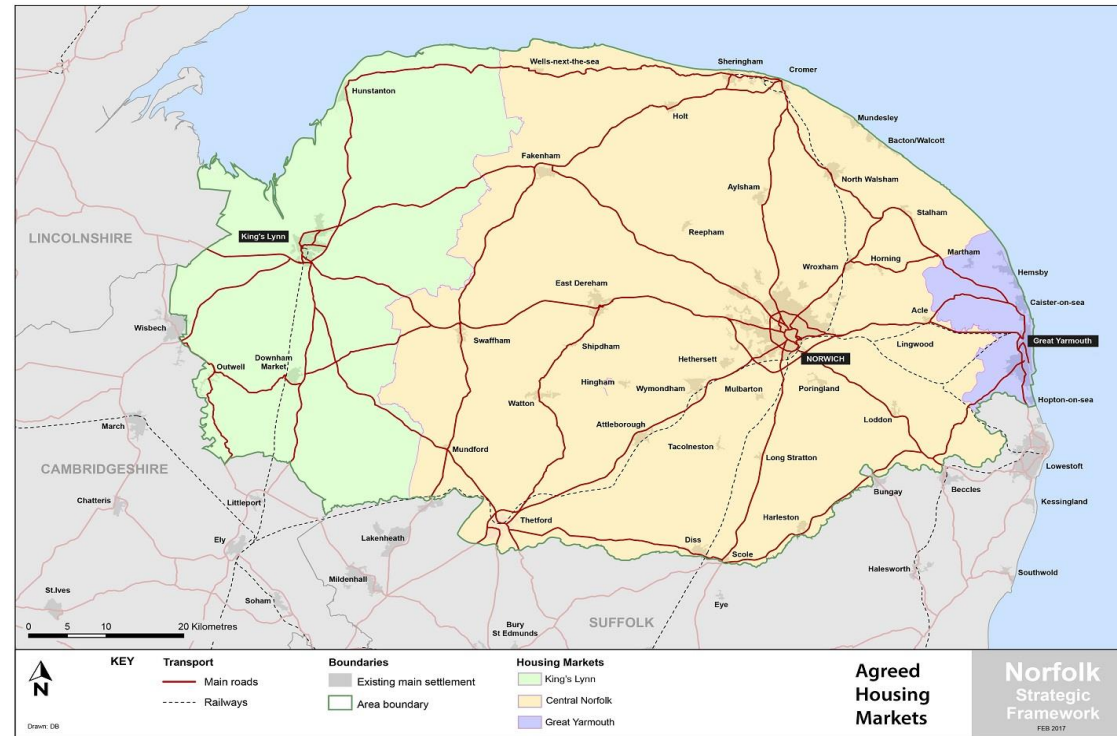 Wells-next-the-sea
Sheringham
Cromer
Hunstanton
Holt
Mundesley
Bacton/Walcott
Fakenham
North Walsham
Aylsham
Stalham
Reepham
King's Lynn
LINCOLNSHIRE
Martham
Horning
Wroxham
Hemsby
East Dereham
Caister-on-sea
Acle
Wisbech
Swaffham
Shipdham
Lingwood
Great Yarmouth
NORWICH
Hethersett
Downham
Market
Outwell
Hingham
Wymondham
Mulbarton
Poringland
Hopton-on-sea
Watton
Loddon
March
Attleborough
Tacolneston
Mundford
Long Stratton
CAMBRIDGESHIRE
Lowestoft
Beccles
Bungay
Kessingland
Chatteris
Littleport
Thetford
Harleston
Lakenheath
Ely
Diss
Scole
Halesworth
Southwold
Mildenhall
St.Ives
Soham
Eye
SUFFOLK
Bury
St Edmunds
0 5 10 20 Kilometres
N
Drawn: DB
KEY
Transport
Main roads
Railways
Boundaries
Existing main settlement
Area boundary
Housing Markets
King's Lynn
Central Norfolk
Great Yarmouth
Agreed
Housing
Markets
Norfolk
Strategic
Framework
FEB 2017